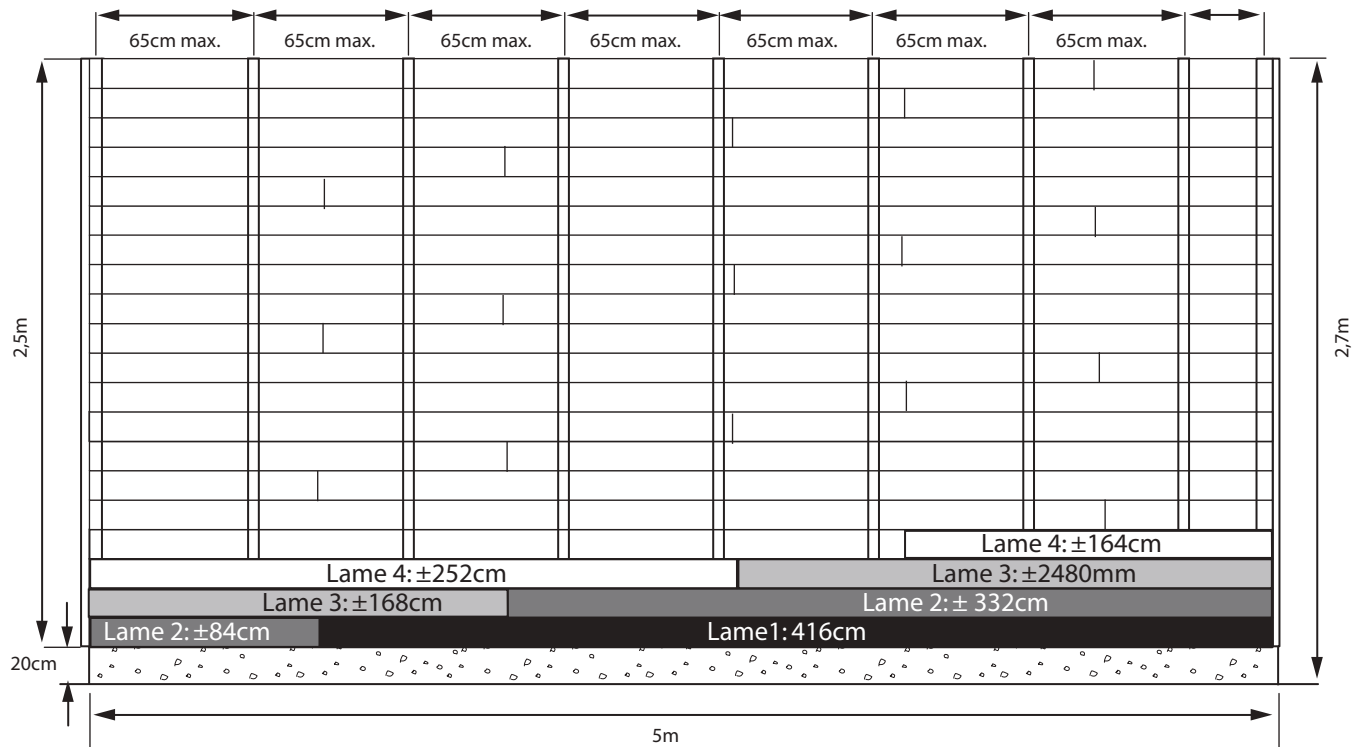 65cm max. 65cm max. 65cm max. 65cm max. 65cm max. 65cm max. 65cm max.
2,5m
2,7m
Lame 4: ±164cm
Lame 4: ±252cm Lame 3: ±2480mm
Lame 3: ±168cm Lame 2: ± 332cm
Lame 2: ±84cm Lame1: 416cm
20cm
5m